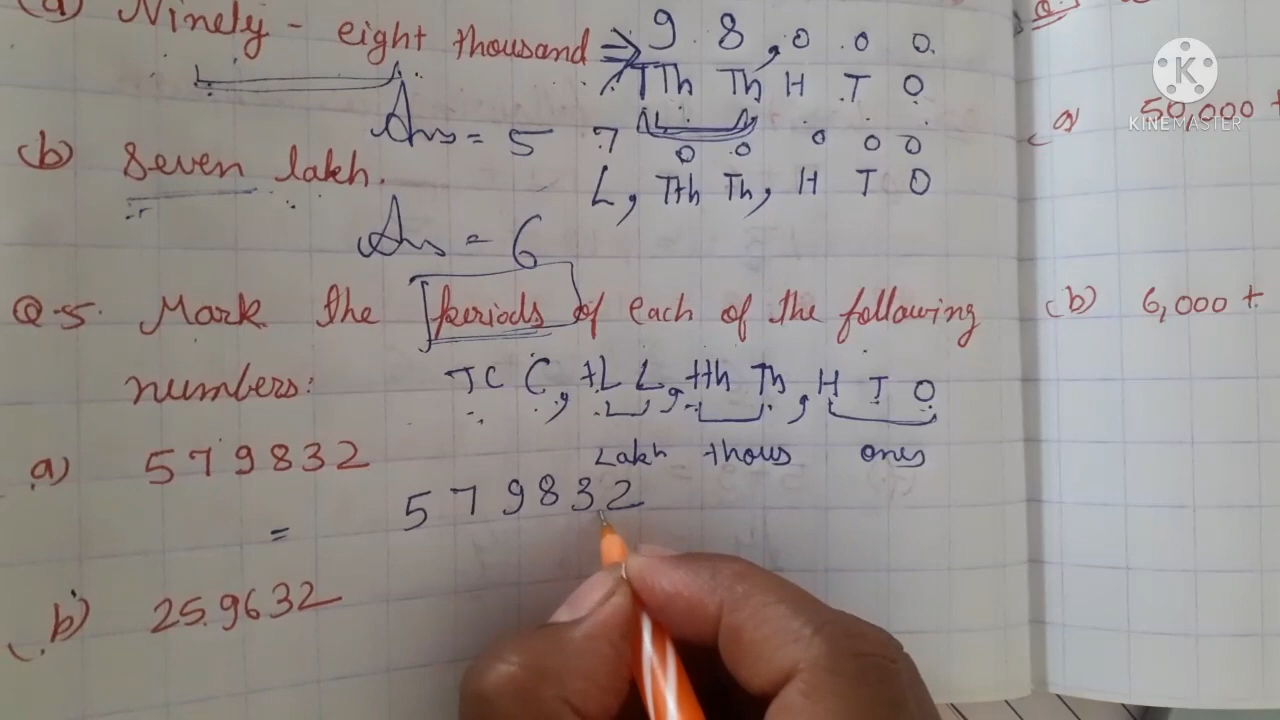 (a) Ninely - eight thousand ⇒ 9 8, 0 0 0
TTh Th, H T O
Ans = 5
7 0 0 0 0 0
(b) Seven lakh.
L, Tth Th, H T O
Ans = 6
Q.5. Mark the periods of each of the following
numbers:
TC C, tL L, tth Th, H T O
Lakh thous ones
a) 579832
= 579832
b) 259632
Q.
(a) 50,000 +
(b) 6,000 +
K
KINEMASTER